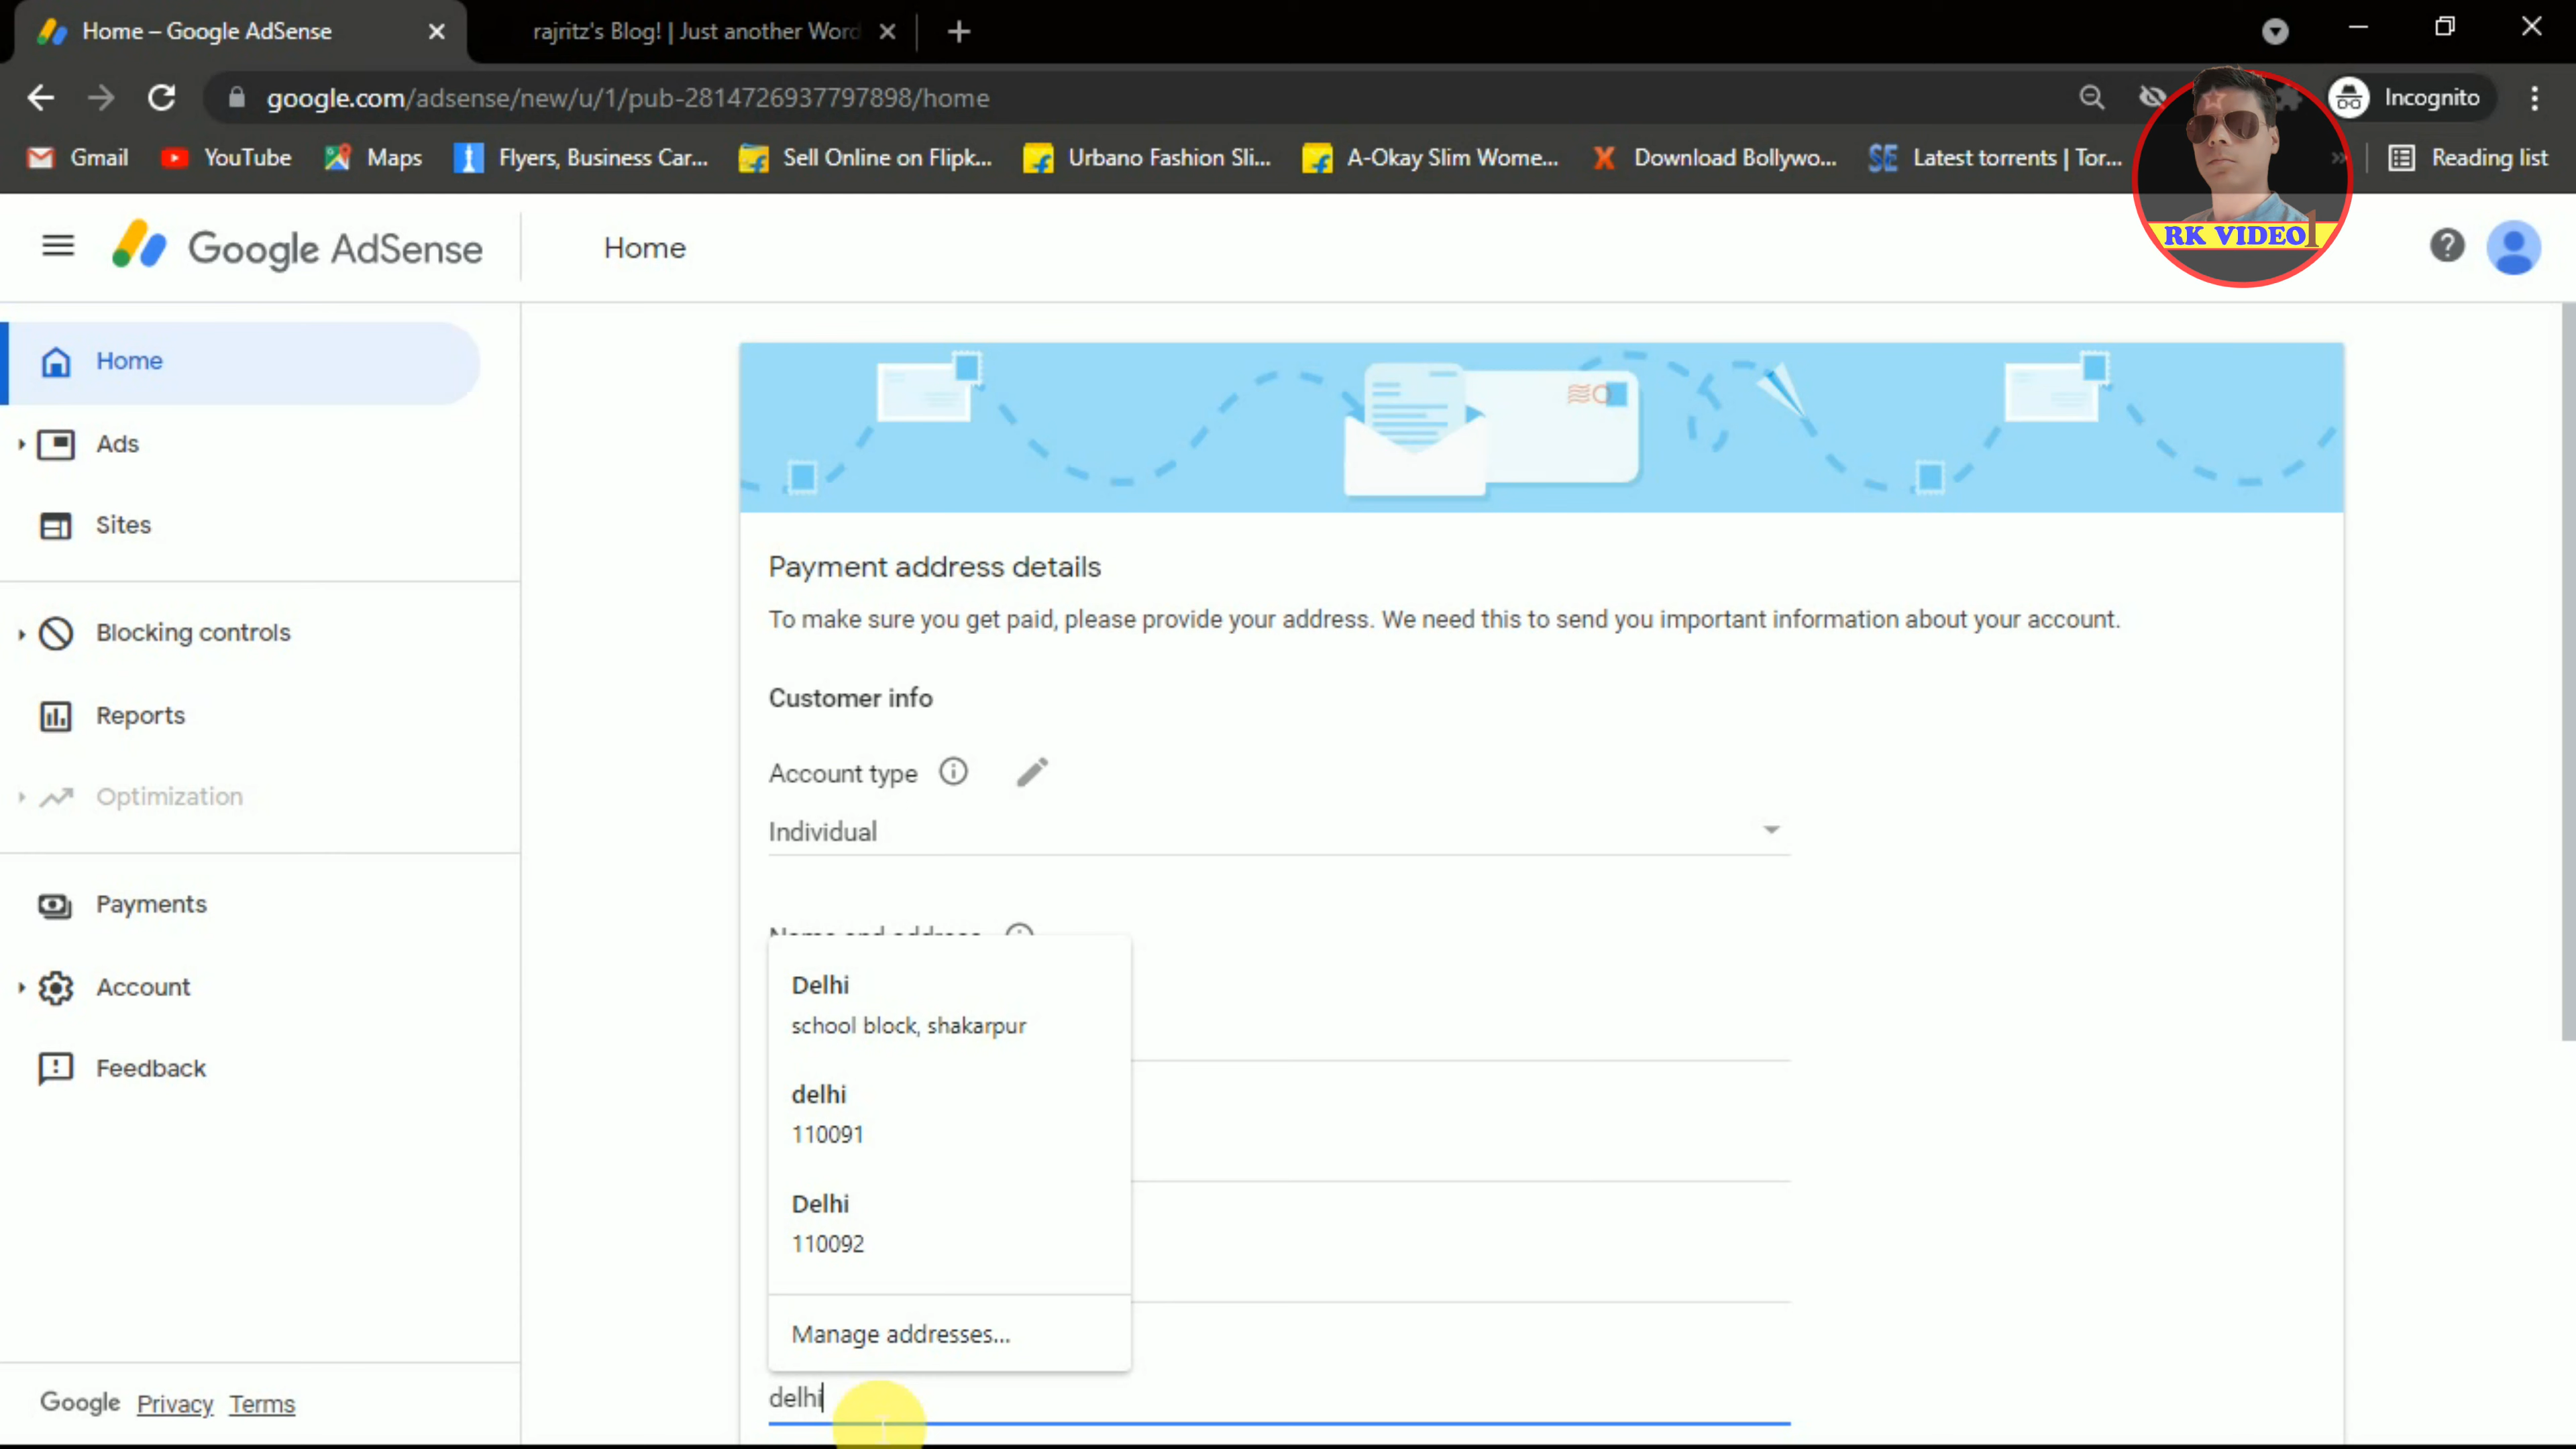 Home – Google AdSense
rajritz's Blog! | Just another Word
google.com/adsense/new/u/1/pub-2814726937797898/home
Incognito
Gmail
YouTube
Maps
Flyers, Business Car...
Sell Online on Flipk...
Urbano Fashion Sli...
A-Okay Slim Wome...
Download Bollywo...
Latest torrents | Tor...
Reading list
RK VIDEO1
Google AdSense
Home
Home
Ads
Sites
Blocking controls
Reports
Optimization
Payments
Account
Feedback
Google Privacy Terms
Payment address details
To make sure you get paid, please provide your address. We need this to send you important information about your account.
Customer info
Account type
Individual
Name and address
Delhi
school block, shakarpur
delhi
110091
Delhi
110092
Manage addresses...
delhi